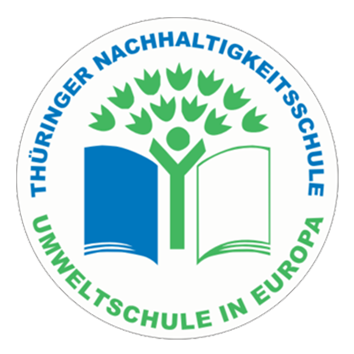 THÜRINGER NACHHALTIGKEITSSCHULE
UMWELTSCHULE IN EUROPA